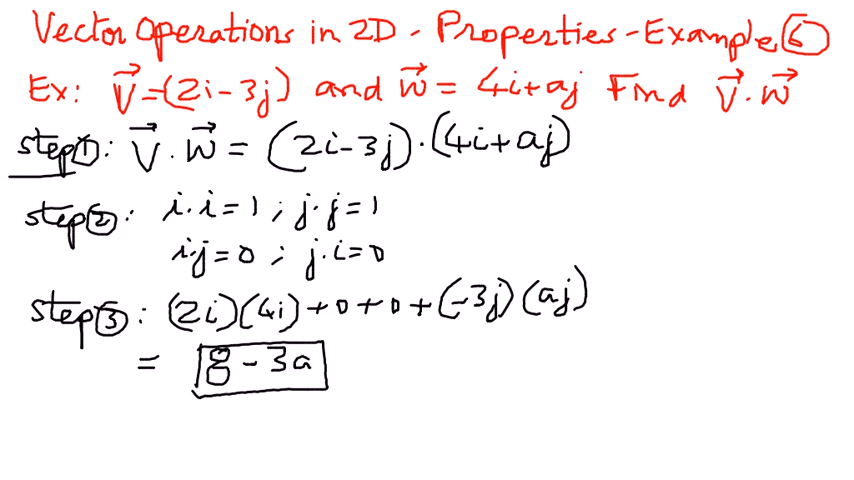 Vector Operations in 2D - Properties - Example 6
Ex: V⃗ = (2i - 3j) and w⃗ = 4i + aj Find V⃗ . w⃗
step 1: V⃗ . w⃗ = (2i - 3j) . (4i + aj)
step 2: i . i = 1 ; j . j = 1
i . j = 0 ; j . i = 0
step 3: (2i)(4i) + 0 + 0 + (-3j)(aj)
= 8 - 3a